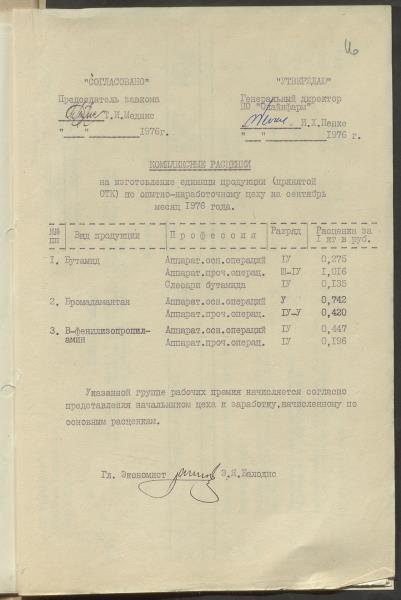 16
"СОГЛАСОВАНО" "УТВЕРЖДАЮ"
Председатель завкома Генеральный директор
ПО "Олайнфарм"
Т.И.Медикс И.Х.Пенке
" " 1976г. " " 1976 г.
КОМПЛЕКСНЫЕ РАСЦЕНКИ
на изготовление единицы продукции (принятой
ОТК) по опытно-наработочному цеху на сентябрь
месяц 1976 года.
№№ пп Вид продукции Профессия Разряд Расценка за 1 кг в руб.
1. Бутамид Аппарат.осн.операций IУ 0,275
Аппарат.проч.операц. Ш-IУ 1,016
Слесари бутамида IУ 0,135
2. Бромадамантан Аппарат.осн.операций У 0,742
Аппарат.проч.операц. IУ-У 0,420
3. В-фенилизопропил- Аппарат.осн.операций IУ 0,447
амин Аппарат.проч.операц. IУ 0,196
Указанной группе рабочих премия начисляется согласно
представления начальником цеха к заработку, начисленному по
основным расценкам.
Гл. Экономист Э.Я.Калодис